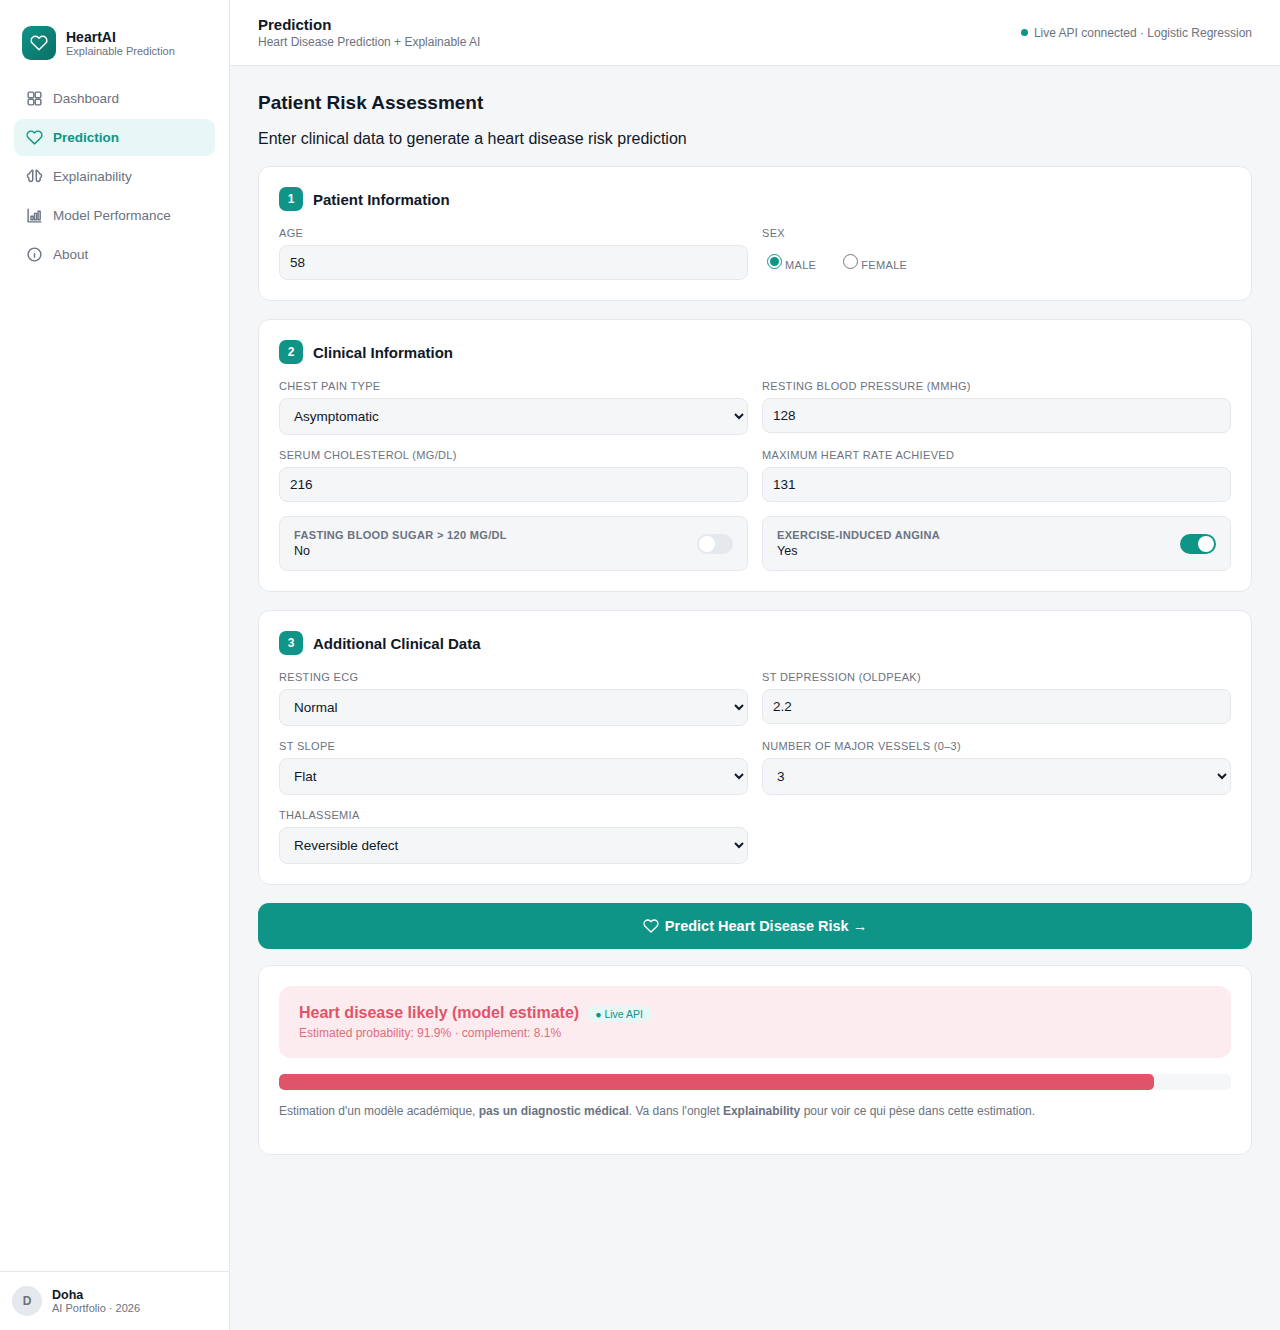 HeartAI
Explainable Prediction
Dashboard
Prediction
Explainability
Model Performance
About
Doha
AI Portfolio · 2026
D
Prediction
Heart Disease Prediction + Explainable AI
Live API connected · Logistic Regression
Patient Risk Assessment
Enter clinical data to generate a heart disease risk prediction
1 Patient Information
AGE
58
SEX
MALE FEMALE
2 Clinical Information
CHEST PAIN TYPE
Asymptomatic
RESTING BLOOD PRESSURE (MMHG)
128
SERUM CHOLESTEROL (MG/DL)
216
MAXIMUM HEART RATE ACHIEVED
131
FASTING BLOOD SUGAR > 120 MG/DL
No
EXERCISE-INDUCED ANGINA
Yes
3 Additional Clinical Data
RESTING ECG
Normal
ST DEPRESSION (OLDPEAK)
2.2
ST SLOPE
Flat
NUMBER OF MAJOR VESSELS (0–3)
3
THALASSEMIA
Reversible defect
Predict Heart Disease Risk →
Heart disease likely (model estimate) ● Live API
Estimated probability: 91.9% · complement: 8.1%
Estimation d'un modèle académique, pas un diagnostic médical. Va dans l'onglet Explainability pour voir ce qui pèse dans cette estimation.